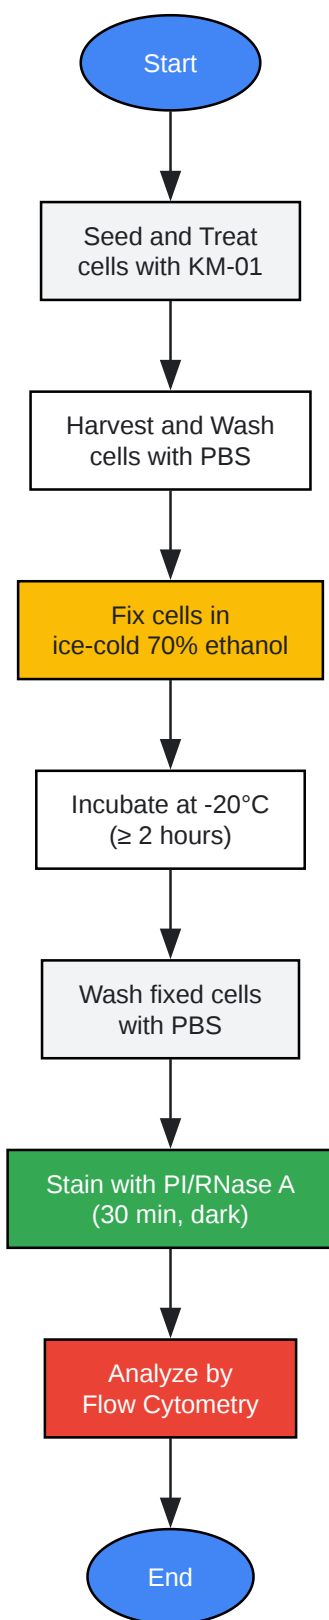 Start
Seed and Treat
cells with KM-01
Harvest and Wash
cells with PBS
Fix cells in
ice-cold 70% ethanol
Incubate at -20°C
(≥ 2 hours)
Wash fixed cells
with PBS
Stain with PI/RNase A
(30 min, dark)
Analyze by
Flow Cytometry
End